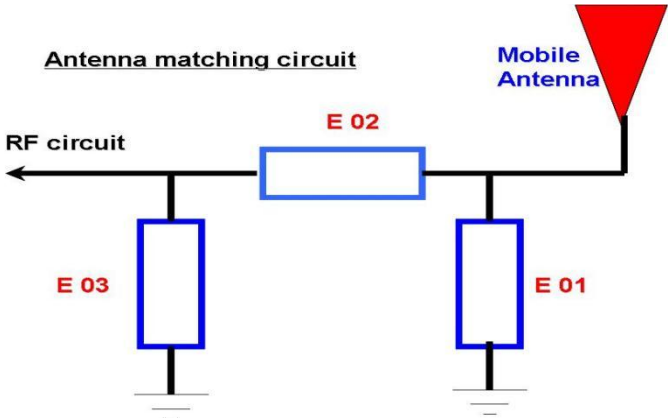 Antenna matching circuit
Mobile
Antenna
E 02
RF circuit
E 03
E 01